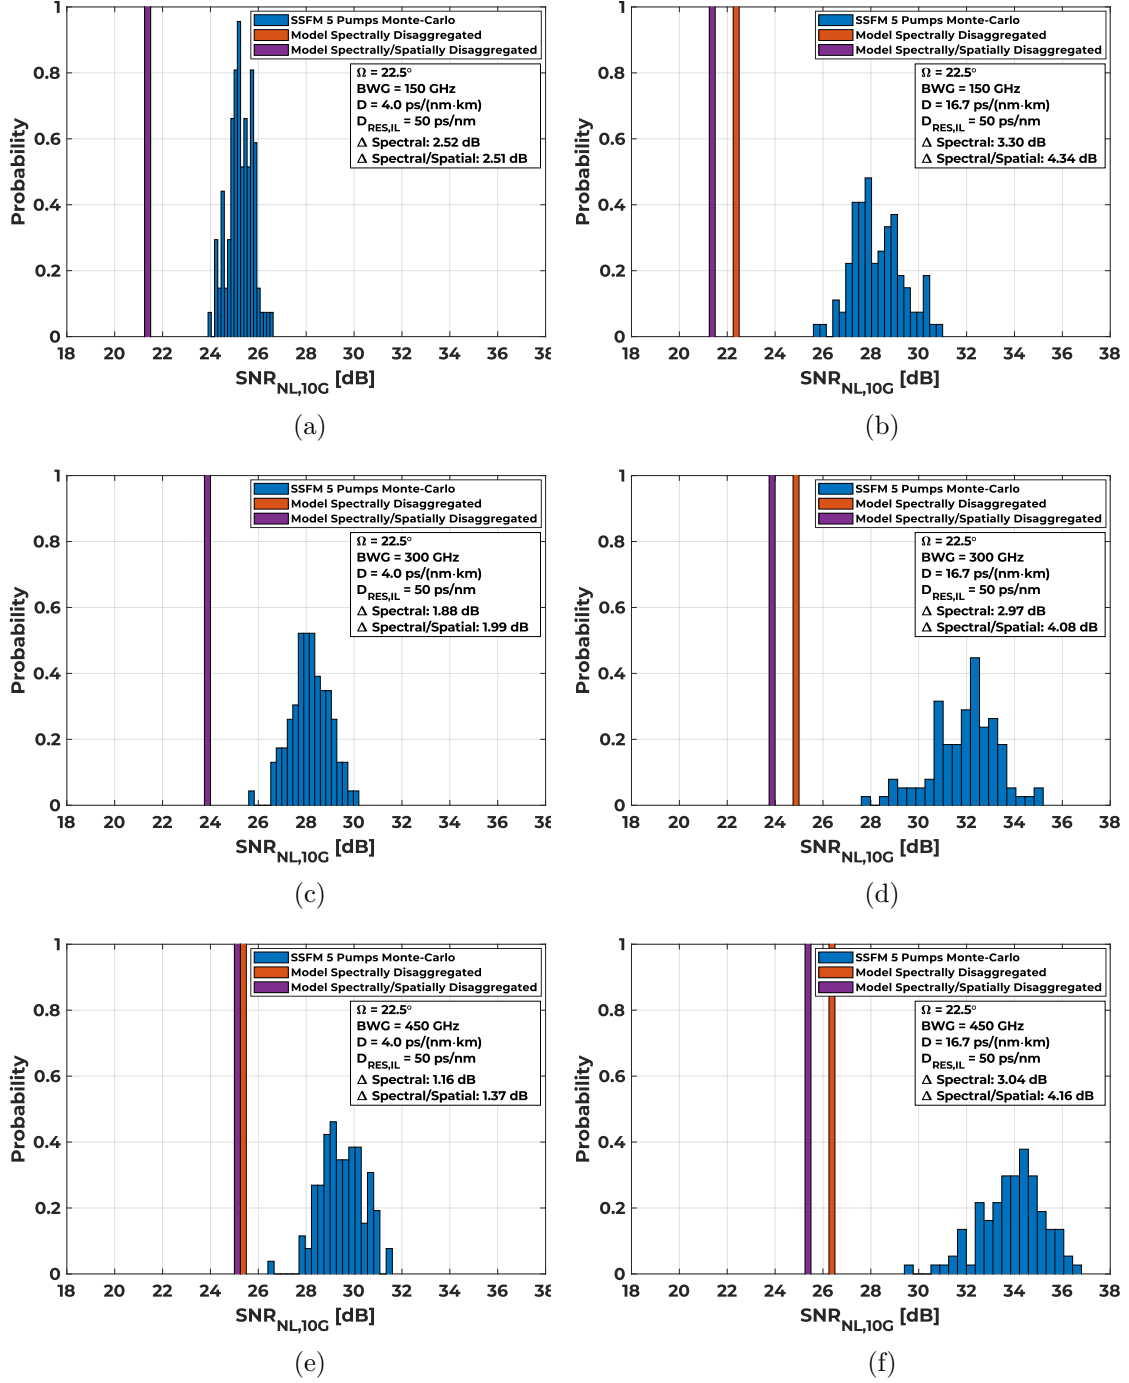 SSFM 5 Pumps Monte-Carlo
Model Spectrally Disaggregated
Model Spectrally/Spatially Disaggregated
Ω = 22.5°
BWG = 150 GHz
D = 4.0 ps/(nm·km)
D_RES,IL = 50 ps/nm
Δ Spectral: 2.52 dB
Δ Spectral/Spatial: 2.51 dB
Probability
1
0.8
0.6
0.4
0.2
0
18 20 22 24 26 28 30 32 34 36 38
SNR_NL,10G [dB]
(a)
SSFM 5 Pumps Monte-Carlo
Model Spectrally Disaggregated
Model Spectrally/Spatially Disaggregated
Ω = 22.5°
BWG = 150 GHz
D = 16.7 ps/(nm·km)
D_RES,IL = 50 ps/nm
Δ Spectral: 3.30 dB
Δ Spectral/Spatial: 4.34 dB
Probability
1
0.8
0.6
0.4
0.2
0
18 20 22 24 26 28 30 32 34 36 38
SNR_NL,10G [dB]
(b)
SSFM 5 Pumps Monte-Carlo
Model Spectrally Disaggregated
Model Spectrally/Spatially Disaggregated
Ω = 22.5°
BWG = 300 GHz
D = 4.0 ps/(nm·km)
D_RES,IL = 50 ps/nm
Δ Spectral: 1.88 dB
Δ Spectral/Spatial: 1.99 dB
Probability
1
0.8
0.6
0.4
0.2
0
18 20 22 24 26 28 30 32 34 36 38
SNR_NL,10G [dB]
(c)
SSFM 5 Pumps Monte-Carlo
Model Spectrally Disaggregated
Model Spectrally/Spatially Disaggregated
Ω = 22.5°
BWG = 300 GHz
D = 16.7 ps/(nm·km)
D_RES,IL = 50 ps/nm
Δ Spectral: 2.97 dB
Δ Spectral/Spatial: 4.08 dB
Probability
1
0.8
0.6
0.4
0.2
0
18 20 22 24 26 28 30 32 34 36 38
SNR_NL,10G [dB]
(d)
SSFM 5 Pumps Monte-Carlo
Model Spectrally Disaggregated
Model Spectrally/Spatially Disaggregated
Ω = 22.5°
BWG = 450 GHz
D = 4.0 ps/(nm·km)
D_RES,IL = 50 ps/nm
Δ Spectral: 1.16 dB
Δ Spectral/Spatial: 1.37 dB
Probability
1
0.8
0.6
0.4
0.2
0
18 20 22 24 26 28 30 32 34 36 38
SNR_NL,10G [dB]
(e)
SSFM 5 Pumps Monte-Carlo
Model Spectrally Disaggregated
Model Spectrally/Spatially Disaggregated
Ω = 22.5°
BWG = 450 GHz
D = 16.7 ps/(nm·km)
D_RES,IL = 50 ps/nm
Δ Spectral: 3.04 dB
Δ Spectral/Spatial: 4.16 dB
Probability
1
0.8
0.6
0.4
0.2
0
18 20 22 24 26 28 30 32 34 36 38
SNR_NL,10G [dB]
(f)